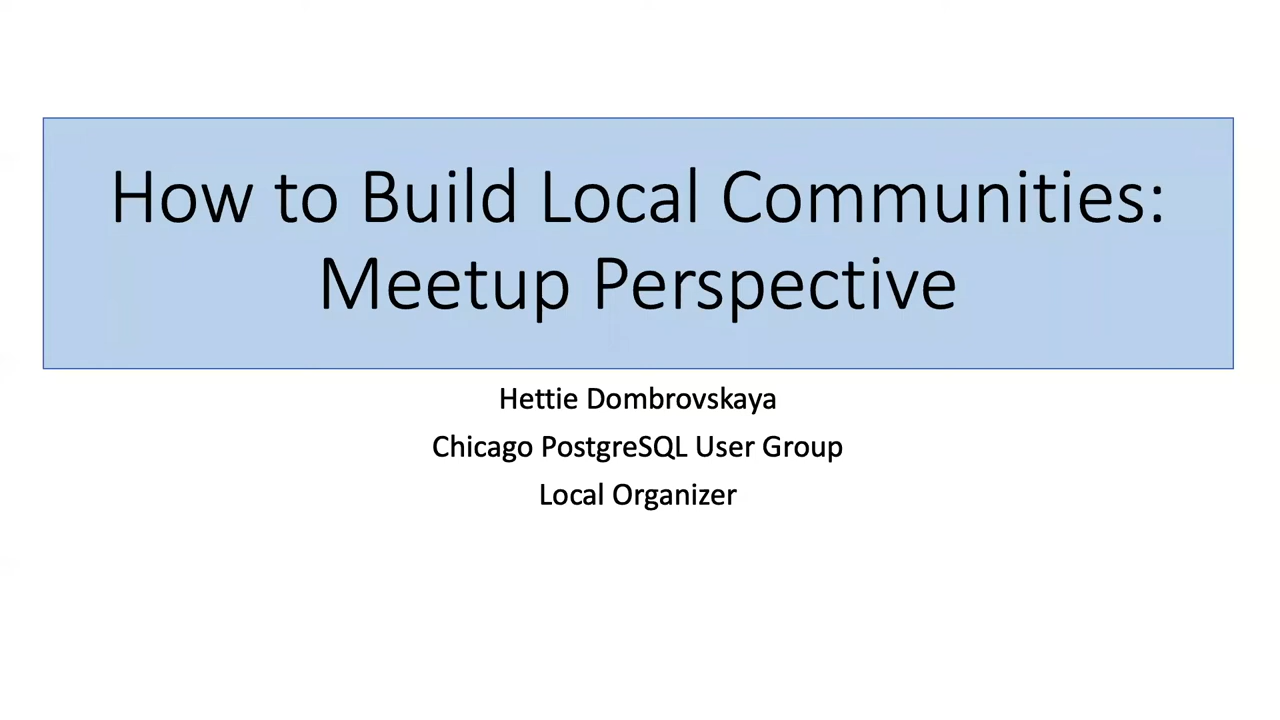 How to Build Local Communities:
Meetup Perspective
Hettie Dombrovskaya
Chicago PostgreSQL User Group
Local Organizer